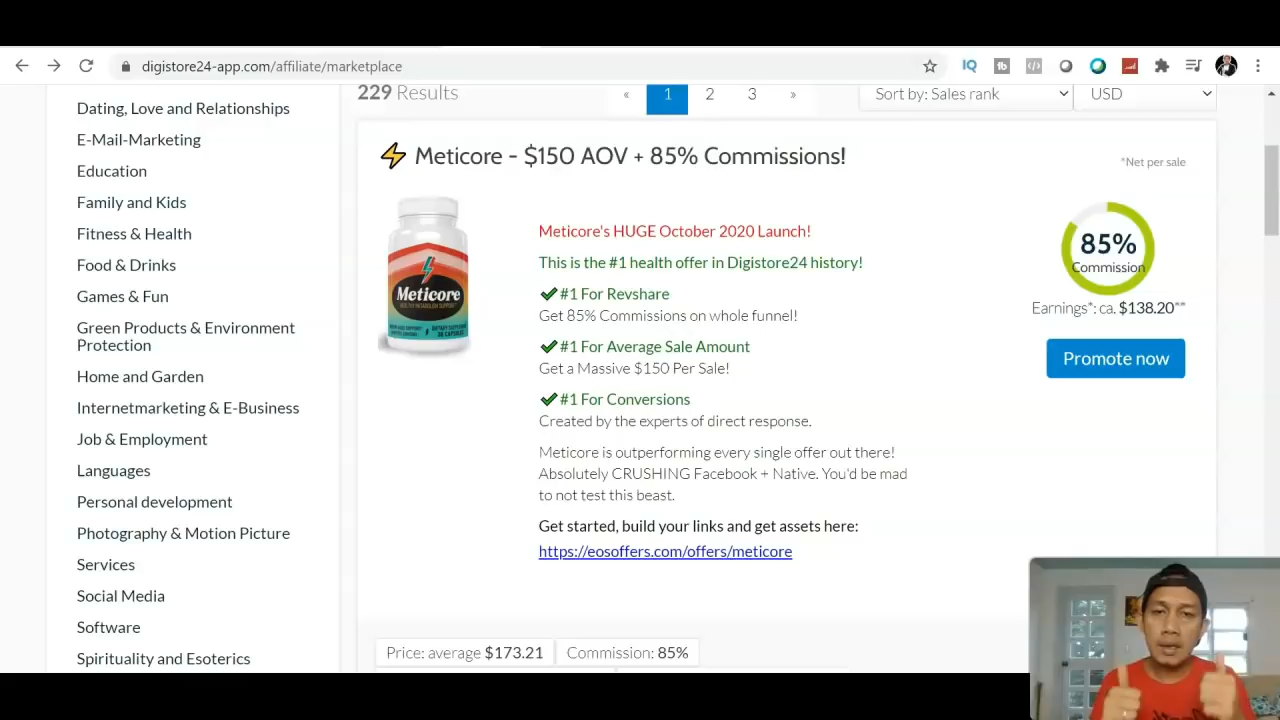 digistore24-app.com/affiliate/marketplace
IQ
tb
Dating, Love and Relationships
E-Mail-Marketing
Education
Family and Kids
Fitness & Health
Food & Drinks
Games & Fun
Green Products & Environment
Protection
Home and Garden
Internetmarketing & E-Business
Job & Employment
Languages
Personal development
Photography & Motion Picture
Services
Social Media
Software
Spirituality and Esoterics
229 Results
« 1 2 3 »
Sort by: Sales rank
USD
Meticore - $150 AOV + 85% Commissions!
*Net per sale
Meticore
Meticore's HUGE October 2020 Launch!
This is the #1 health offer in Digistore24 history!
#1 For Revshare
Get 85% Commissions on whole funnel!
#1 For Average Sale Amount
Get a Massive $150 Per Sale!
#1 For Conversions
Created by the experts of direct response.
Meticore is outperforming every single offer out there!
Absolutely CRUSHING Facebook + Native. You'd be mad
to not test this beast.
Get started, build your links and get assets here:
https://eosoffers.com/offers/meticore
85%
Commission
Earnings*: ca. $138.20**
Promote now
Price: average $173.21
Commission: 85%